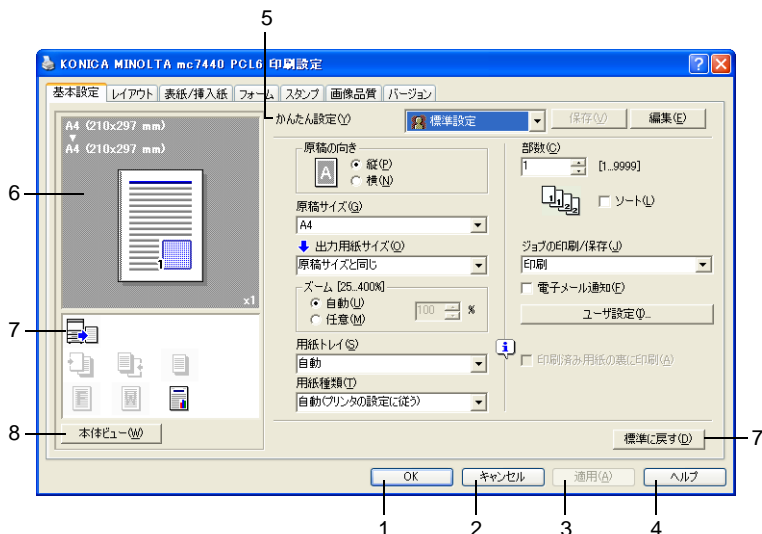 5
KONICA MINOLTA mc7440 PCL6 印刷設定
基本設定 レイアウト 表紙/挿入紙 フォーム スタンプ 画像品質 バージョン
かんたん設定(Y) 標準設定 保存(V) 編集(E)
A4 (210x297 mm)
A4 (210x297 mm)
1
x1
6
7
8
本体ビュー(W)
原稿の向き
A
縦(P)
横(N)
原稿サイズ(G)
A4
出力用紙サイズ(O)
原稿サイズと同じ
ズーム [25...400%]
自動(U)
任意(M)
100 %
用紙トレイ(S)
自動
用紙種類(T)
自動(プリンタの設定に従う)
部数(C)
1 [1...9999]
1 1 2 2
ソート(L)
ジョブの印刷/保存(J)
印刷
電子メール通知(F)
ユーザ設定(I)...
印刷済み用紙の裏に印刷(A)
標準に戻す(D)
7
OK キャンセル 適用(A) ヘルプ
1 2 3 4